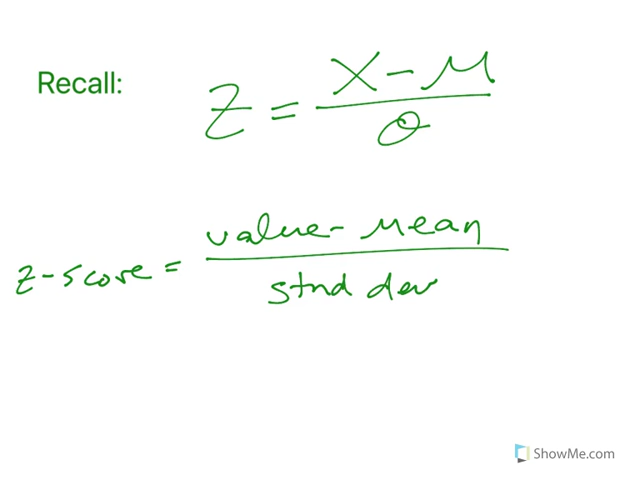 Recall:
Z = X - μ / σ
z-score = value - mean / stnd dev
ShowMe.com